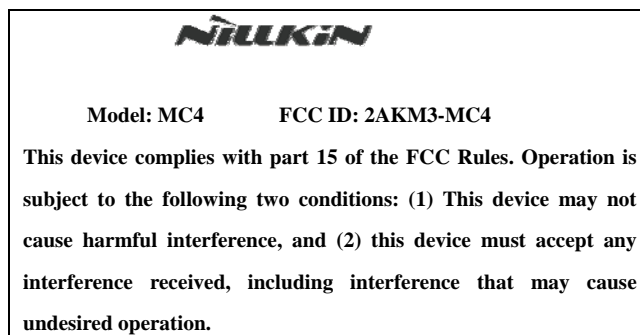 NiLLKiN
Model: MC4 FCC ID: 2AKM3-MC4
This device complies with part 15 of the FCC Rules. Operation is
subject to the following two conditions: (1) This device may not
cause harmful interference, and (2) this device must accept any
interference received, including interference that may cause
undesired operation.